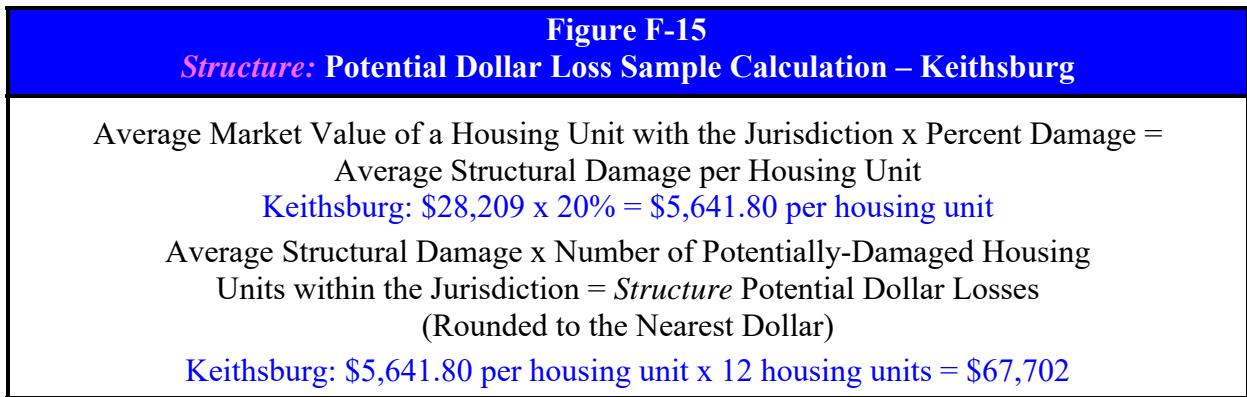 Figure F-15
Structure: Potential Dollar Loss Sample Calculation – Keithsburg
Average Market Value of a Housing Unit with the Jurisdiction x Percent Damage =
Average Structural Damage per Housing Unit
Keithsburg: $28,209 x 20% = $5,641.80 per housing unit
Average Structural Damage x Number of Potentially-Damaged Housing
Units within the Jurisdiction = Structure Potential Dollar Losses
(Rounded to the Nearest Dollar)
Keithsburg: $5,641.80 per housing unit x 12 housing units = $67,702